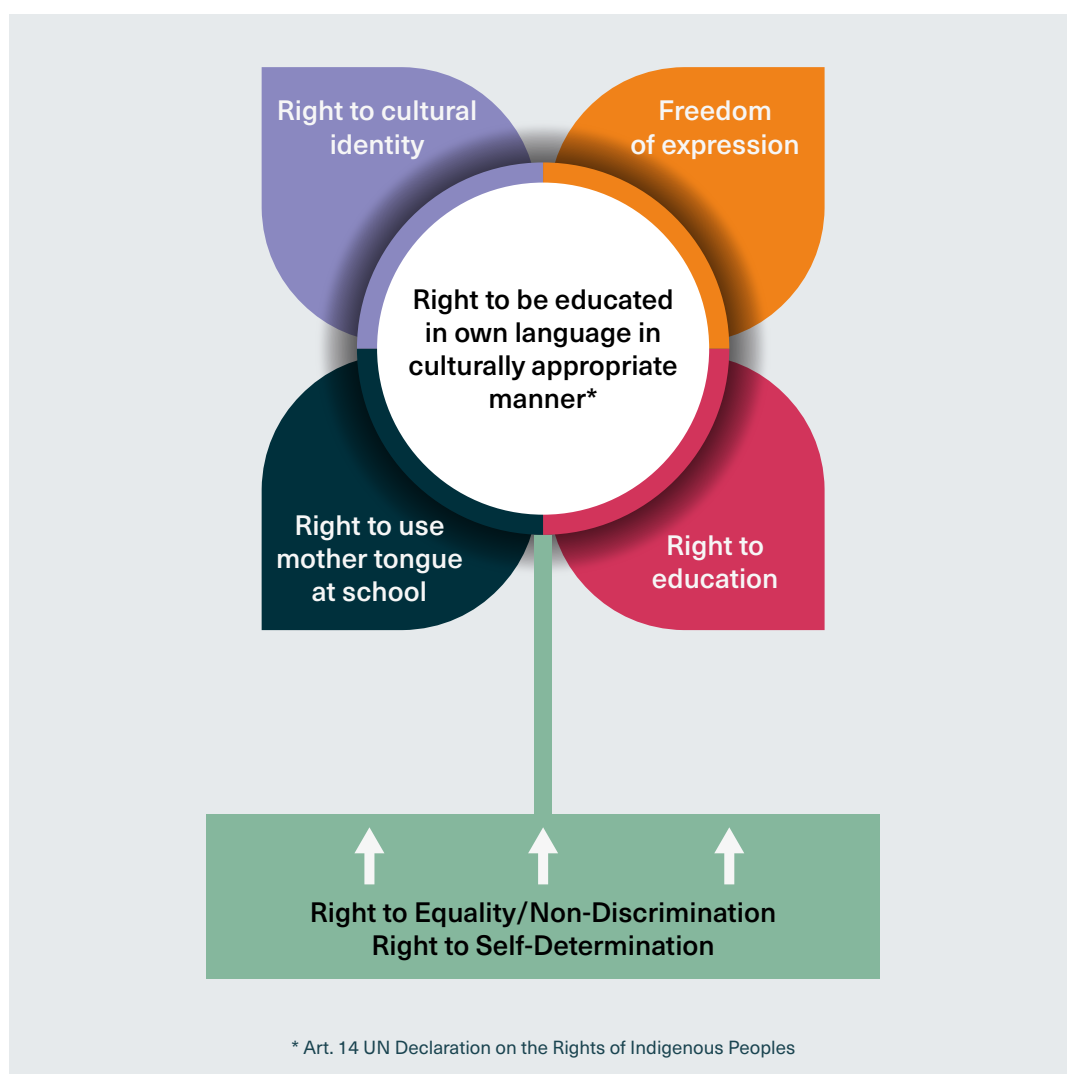 Right to cultural
identity
Freedom
of expression
Right to be educated
in own language in
culturally appropriate
manner*
Right to use
mother tongue
at school
Right to
education
Right to Equality/Non-Discrimination
Right to Self-Determination
* Art. 14 UN Declaration on the Rights of Indigenous Peoples